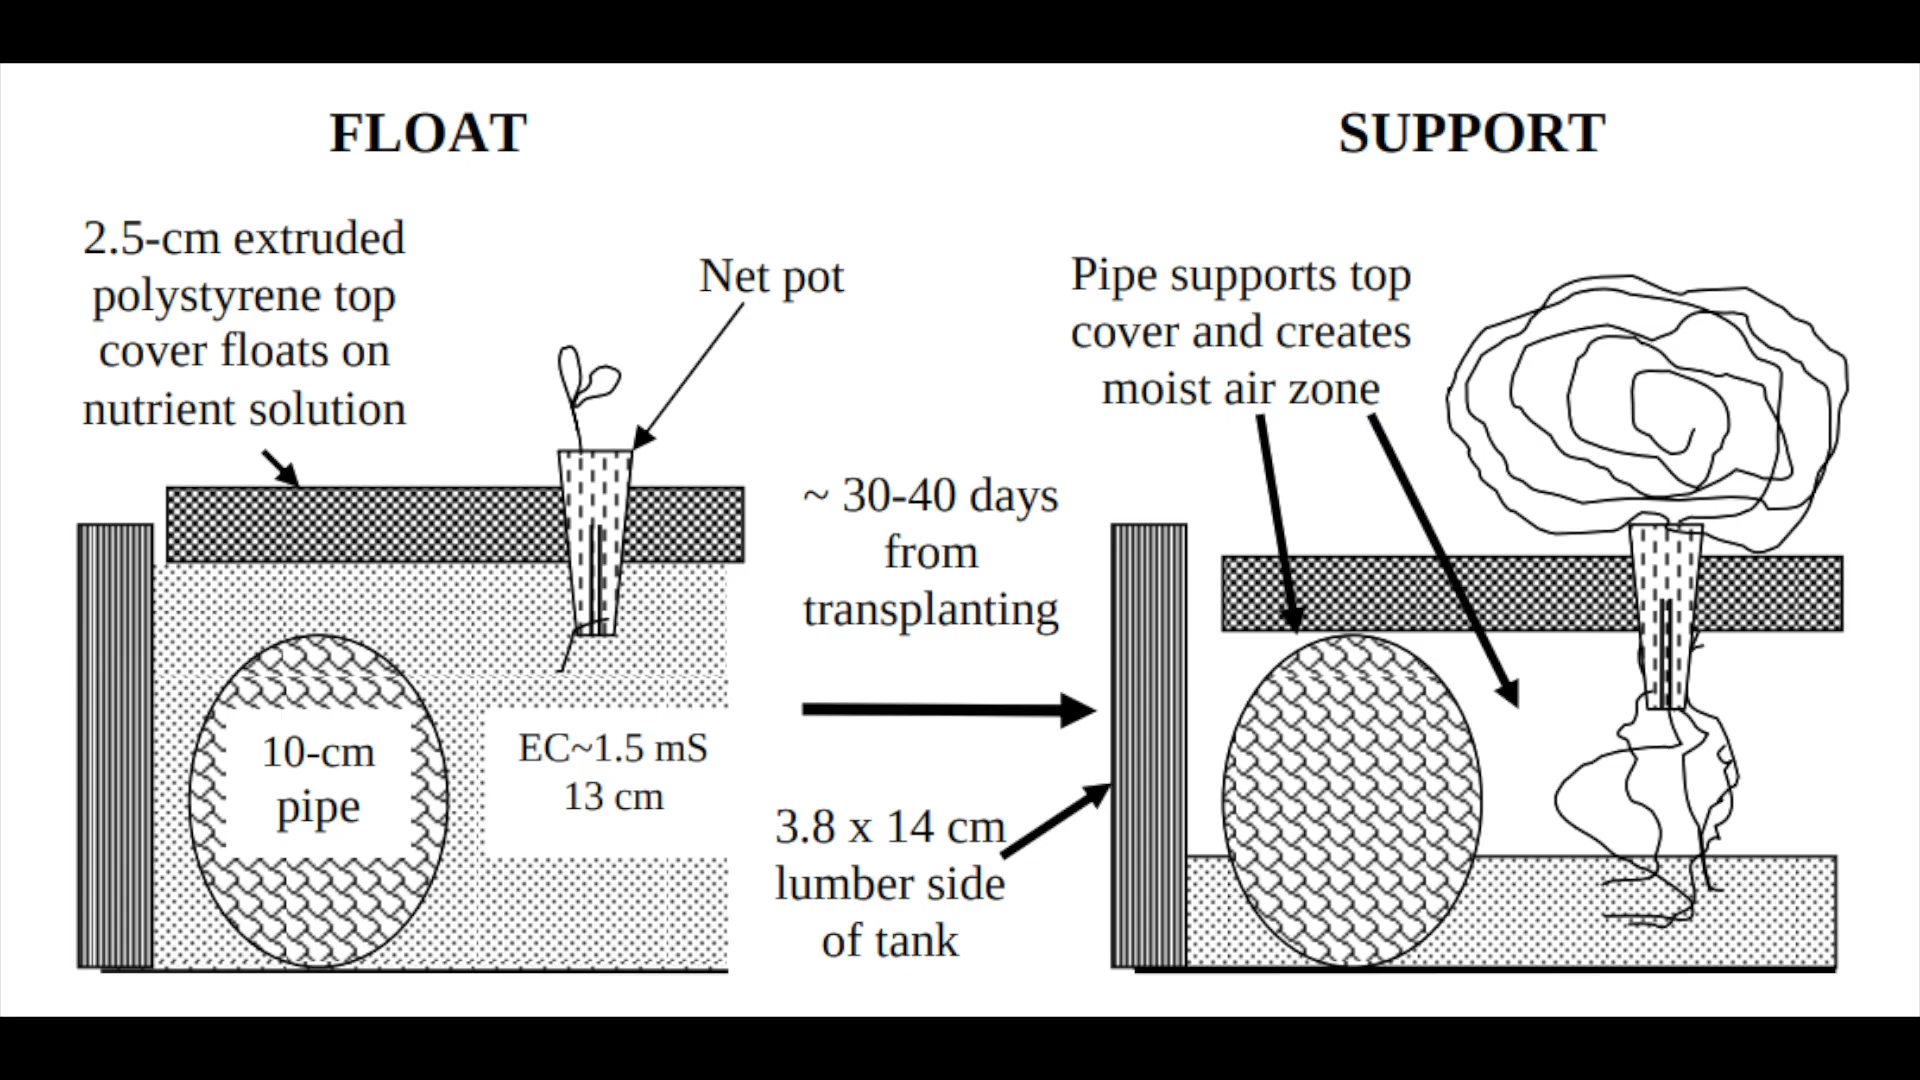 FLOAT
SUPPORT
2.5-cm extruded
polystyrene top
cover floats on
nutrient solution
Net pot
Pipe supports top
cover and creates
moist air zone
~ 30-40 days
from
transplanting
10-cm
pipe
EC~1.5 mS
13 cm
3.8 x 14 cm
lumber side
of tank